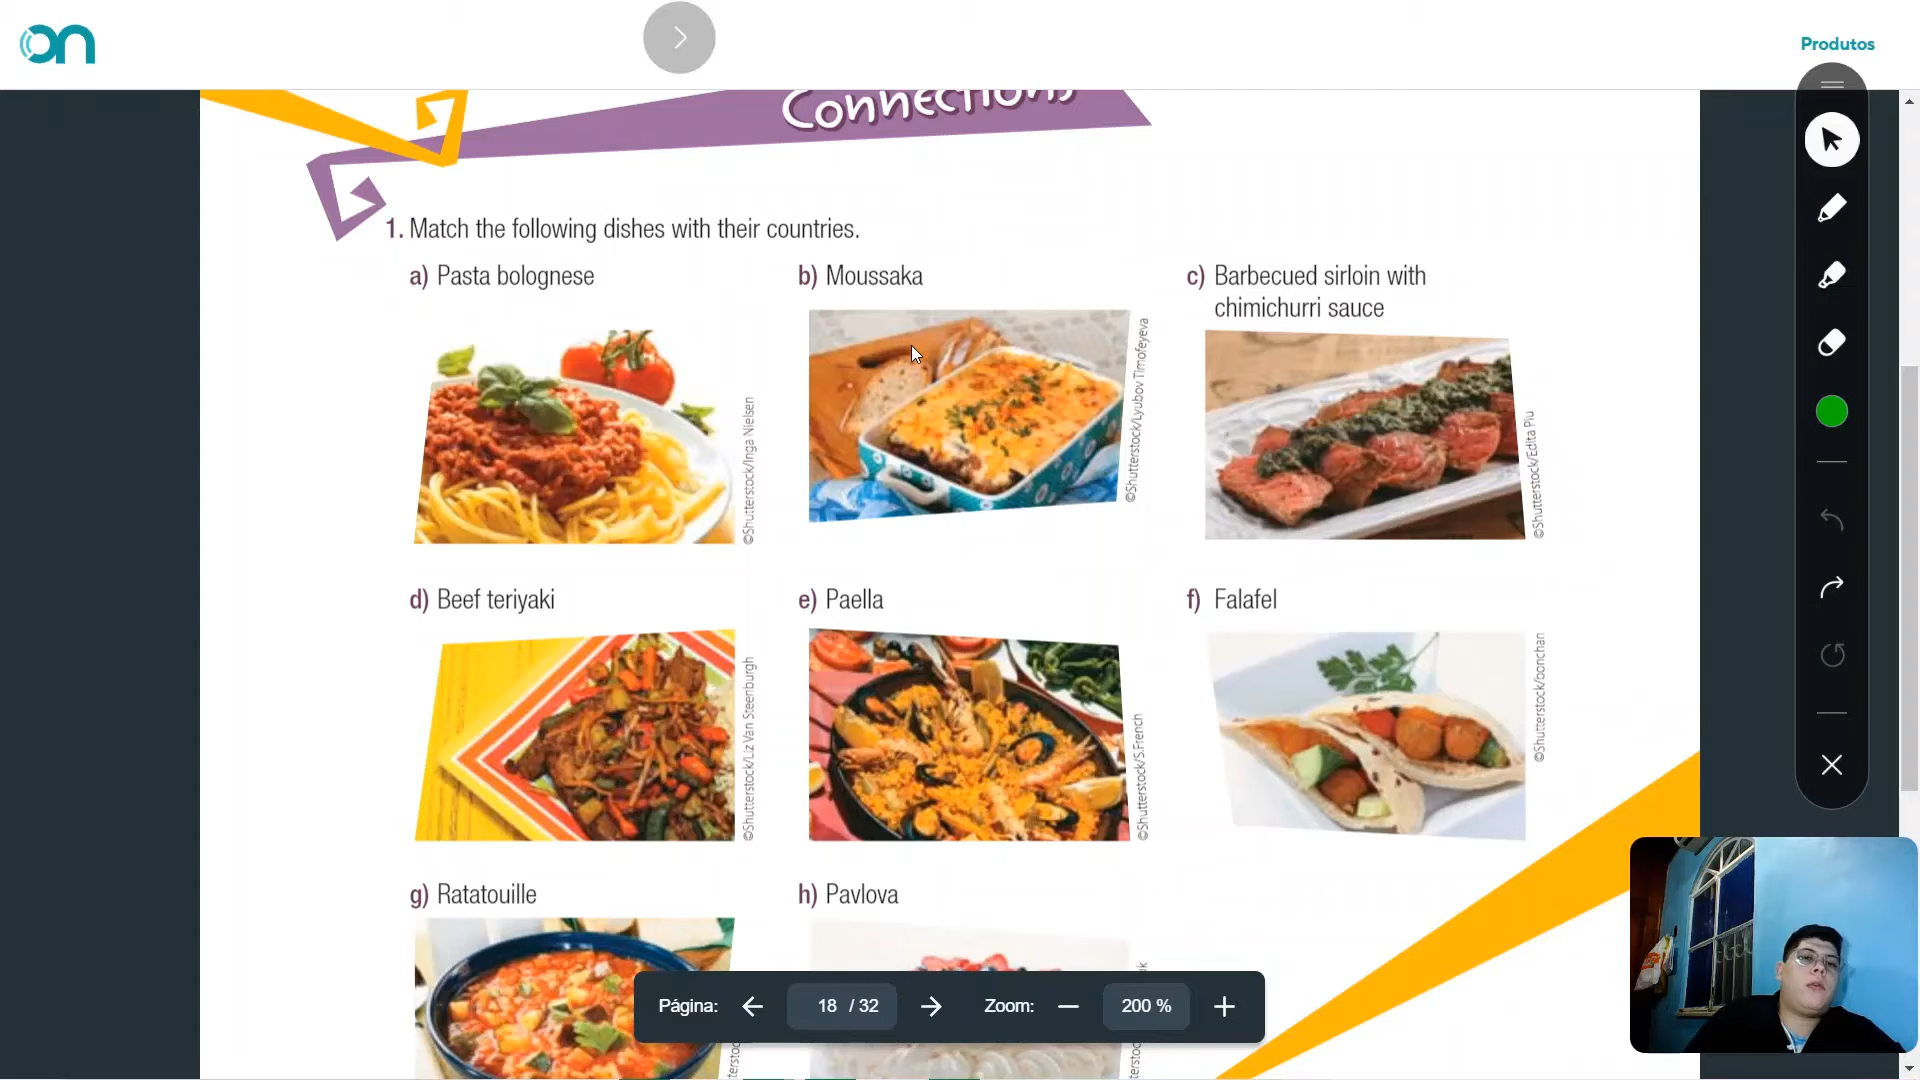 on
Produtos
Connections
1. Match the following dishes with their countries.
a) Pasta bolognese
b) Moussaka
c) Barbecued sirloin with
chimichurri sauce
©Shutterstock/Inga Nielsen
©Shutterstock/Lyubov Timofeyeva
©Shutterstock/Edita Piu
d) Beef teriyaki
e) Paella
f) Falafel
©Shutterstock/Liz Van Steenburgh
©Shutterstock/S.French
©Shutterstock/bonchan
g) Ratatouille
h) Pavlova
Página: 18 / 32 Zoom: 200 %